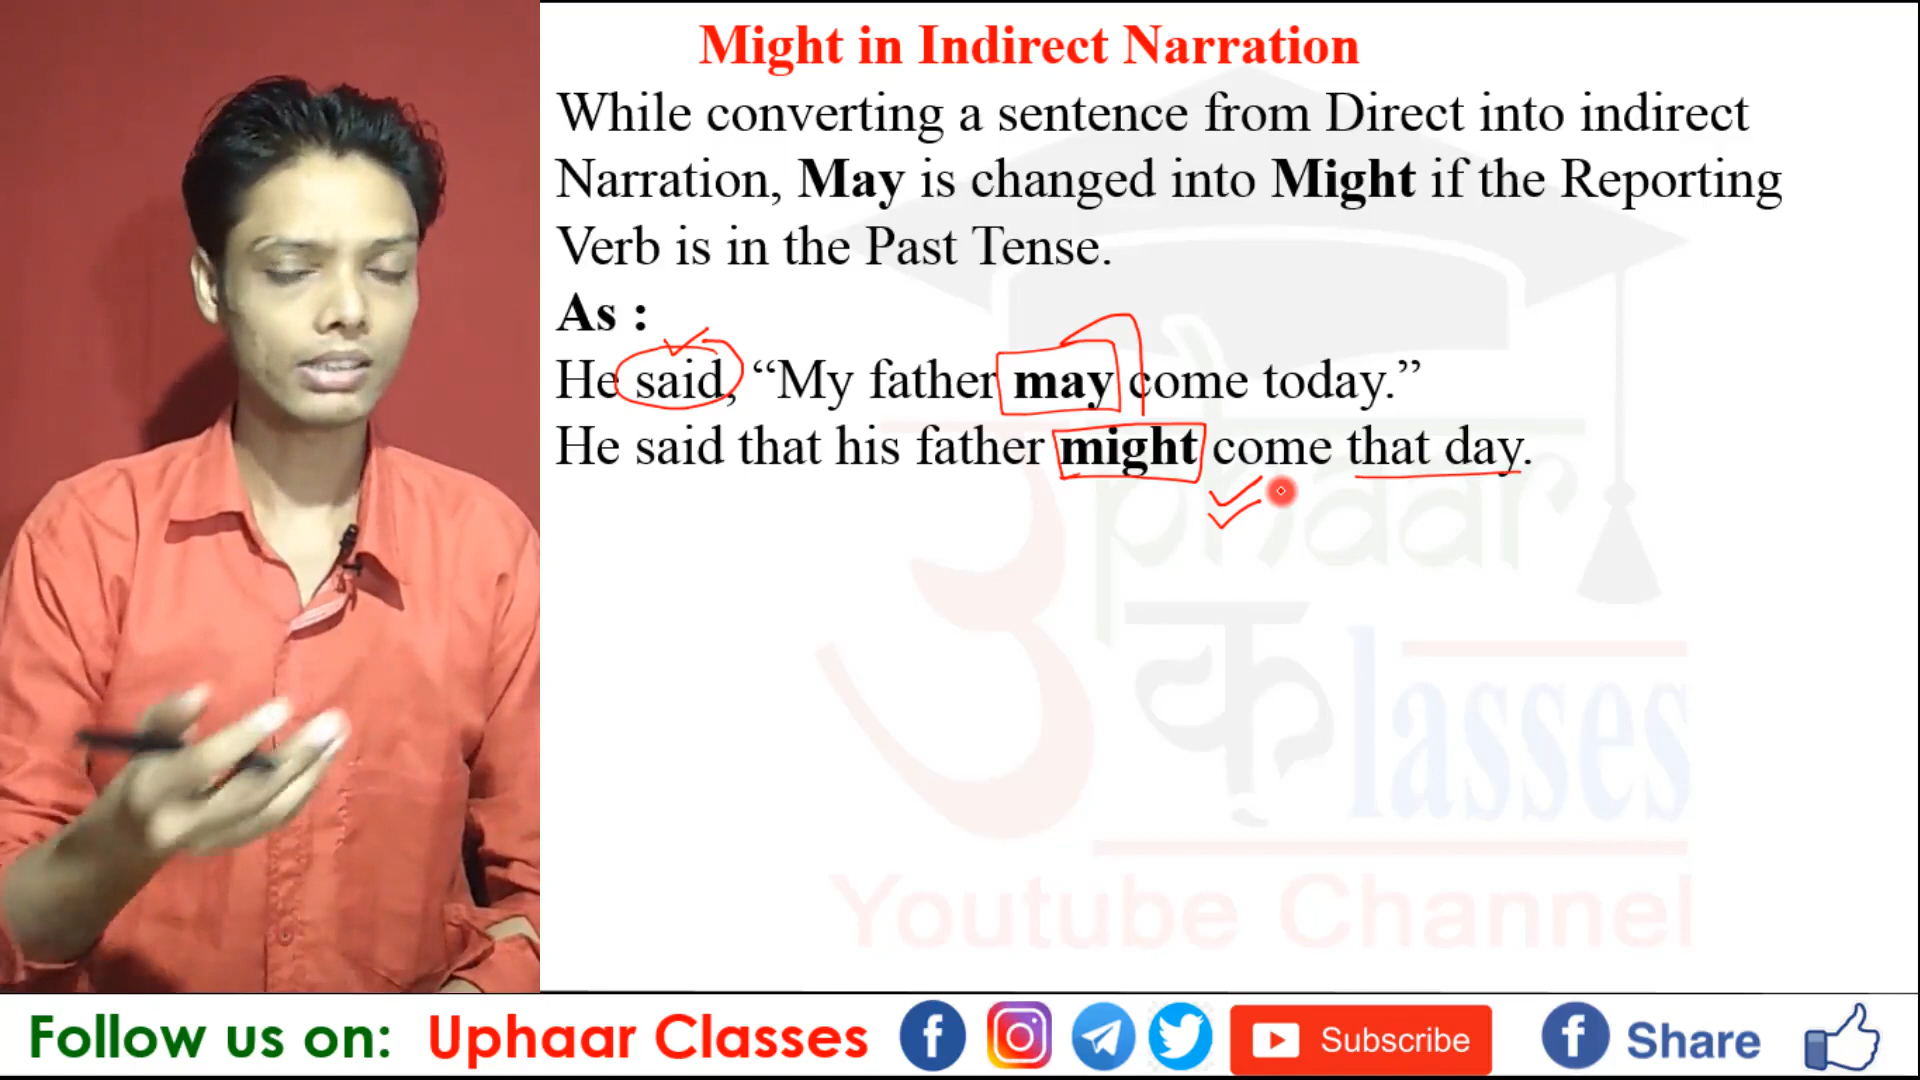 Might in Indirect Narration
While converting a sentence from Direct into indirect
Narration, May is changed into Might if the Reporting
Verb is in the Past Tense.
As :
He said, “My father may come today.”
He said that his father might come that day.
उphaar
कlasses
Youtube Channel
Follow us on: Uphaar Classes Subscribe Share